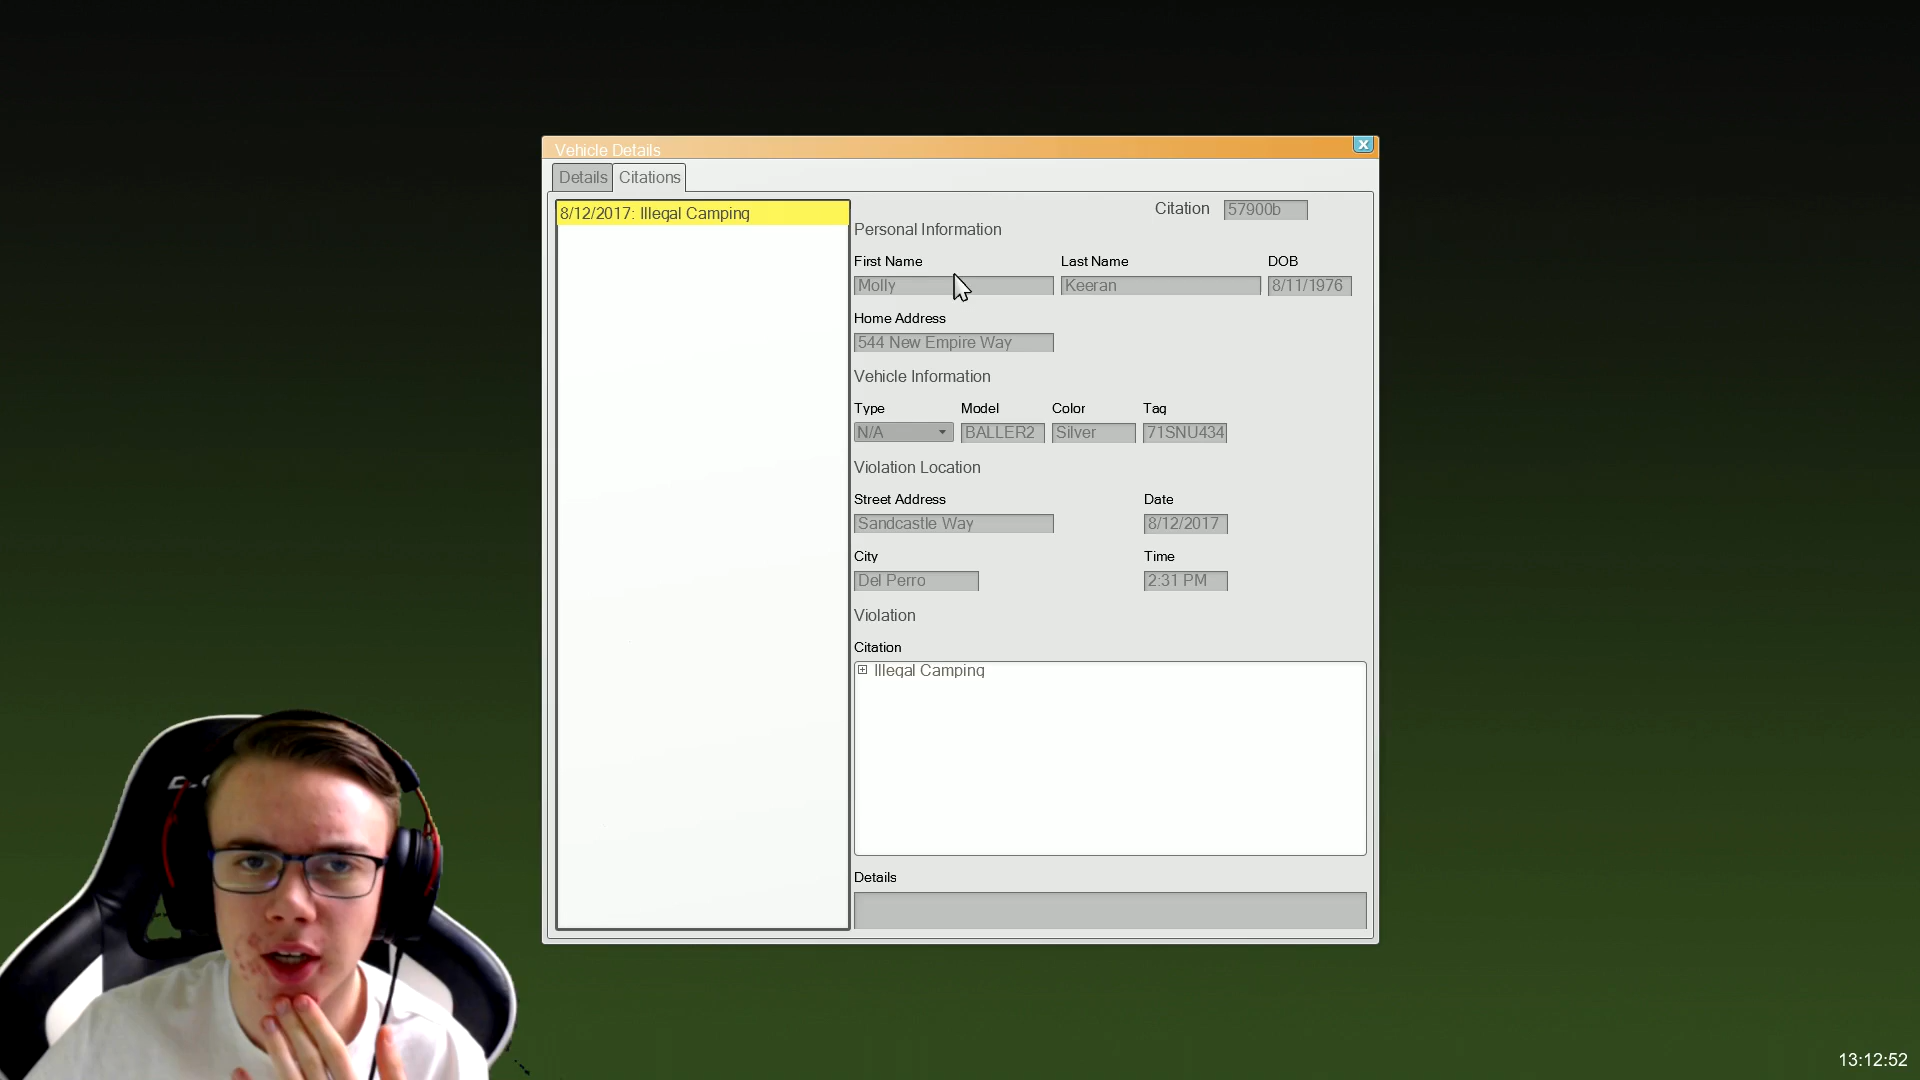 Vehicle Details
Details Citations
8/12/2017: Illegal Camping
Citation 57900b
Personal Information
First Name Last Name DOB
Molly Keeran 8/11/1976
Home Address
544 New Empire Way
Vehicle Information
Type Model Color Tag
N/A BALLER2 Silver 71SNU434
Violation Location
Street Address Date
Sandcastle Way 8/12/2017
City Time
Del Perro 2:31 PM
Violation
Citation
Illegal Camping
Details
13:12:52